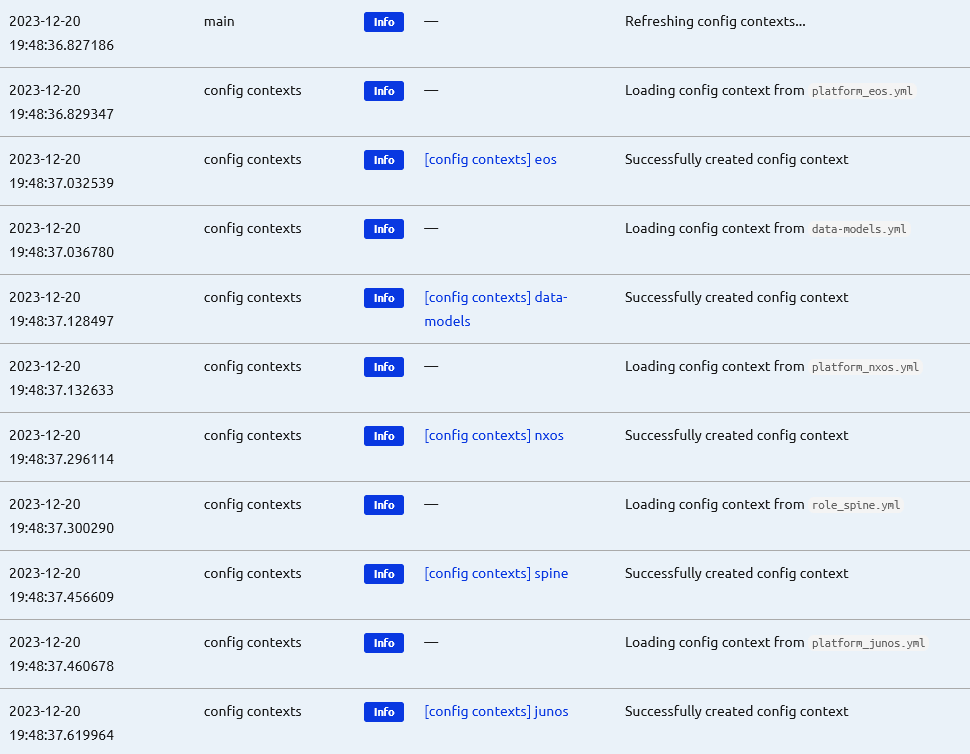 2023-12-20 main Info — Refreshing config contexts...
19:48:36.827186
2023-12-20 config contexts Info — Loading config context from platform_eos.yml
19:48:36.829347
2023-12-20 config contexts Info [config contexts] eos Successfully created config context
19:48:37.032539
2023-12-20 config contexts Info — Loading config context from data-models.yml
19:48:37.036780
2023-12-20 config contexts Info [config contexts] data- Successfully created config context
19:48:37.128497 models
2023-12-20 config contexts Info — Loading config context from platform_nxos.yml
19:48:37.132633
2023-12-20 config contexts Info [config contexts] nxos Successfully created config context
19:48:37.296114
2023-12-20 config contexts Info — Loading config context from role_spine.yml
19:48:37.300290
2023-12-20 config contexts Info [config contexts] spine Successfully created config context
19:48:37.456609
2023-12-20 config contexts Info — Loading config context from platform_junos.yml
19:48:37.460678
2023-12-20 config contexts Info [config contexts] junos Successfully created config context
19:48:37.619964